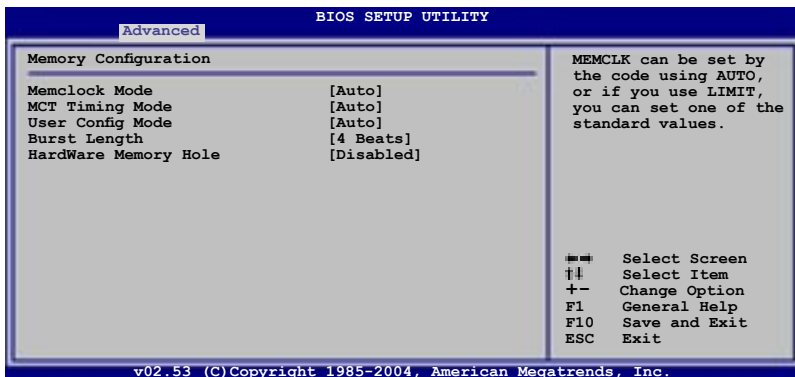 BIOS SETUP UTILITY
Advanced
Memory Configuration
Memclock Mode [Auto]
MCT Timing Mode [Auto]
User Config Mode [Auto]
Burst Length [4 Beats]
HardWare Memory Hole [Disabled]
MEMCLK can be set by
the code using AUTO,
or if you use LIMIT,
you can set one of the
standard values.
Select Screen
↑↓ Select Item
+- Change Option
F1 General Help
F10 Save and Exit
ESC Exit
v02.53 (C)Copyright 1985-2004, American Megatrends, Inc.